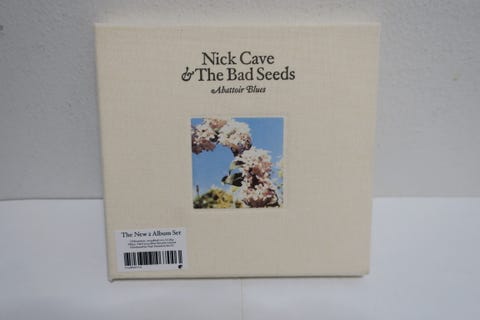 Nick Cave
& The Bad Seeds
Abattoir Blues
The New 2 Album Set